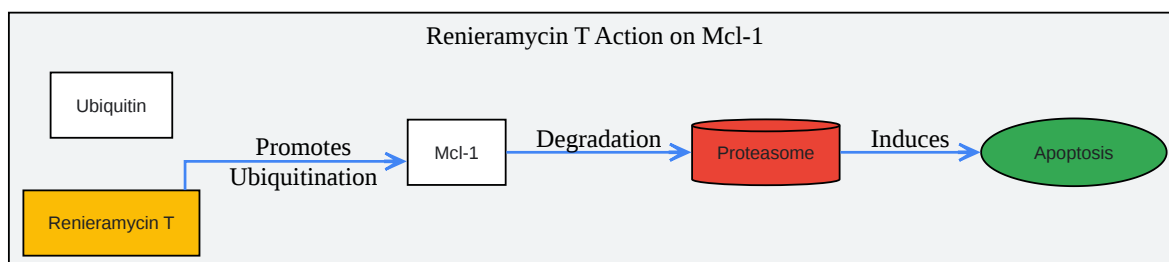 Renieramycin T Action on Mcl-1
Ubiquitin
Renieramycin T
Promotes
Ubiquitination
Mcl-1
Degradation
Proteasome
Induces
Apoptosis